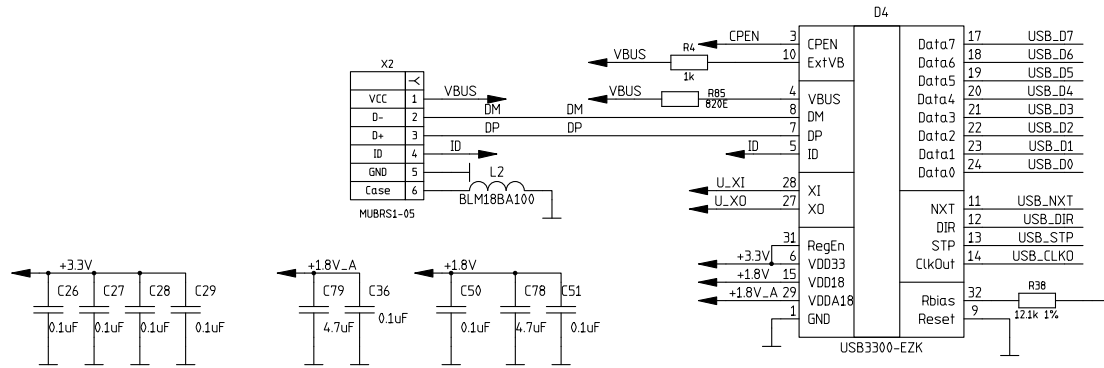 D4
CPEN 3 CPEN Data7 17 USB_D7
VBUS R4 1k 10 ExtVB Data6 18 USB_D6
Data5 19 USB_D5
VBUS R85 820E 4 VBUS Data4 20 USB_D4
DM DM 8 DM Data3 21 USB_D3
DP DP 7 DP Data2 22 USB_D2
ID 5 ID Data1 23 USB_D1
Data0 24 USB_D0
U_XI 28 XI
U_XO 27 XO NXT 11 USB_NXT
DIR 12 USB_DIR
31 RegEn STP 13 USB_STP
+3.3V 6 VDD33 ClkOut 14 USB_CLKO
+1.8V 15 VDD18
+1.8V_A 29 VDDA18 Rbias 32 R38 12.1k 1%
1 GND Reset 9
USB3300-EZK
X2
Y
VCC 1 VBUS
D- 2
D+ 3
ID 4 ID
GND 5
Case 6
L2
BLM18BA100
MUBRS1-05
+3.3V
C26 C27 C28 C29
0.1uF 0.1uF 0.1uF 0.1uF
+1.8V_A
C79 C36
4.7uF 0.1uF
+1.8V
C50 C78 C51
0.1uF 4.7uF 0.1uF